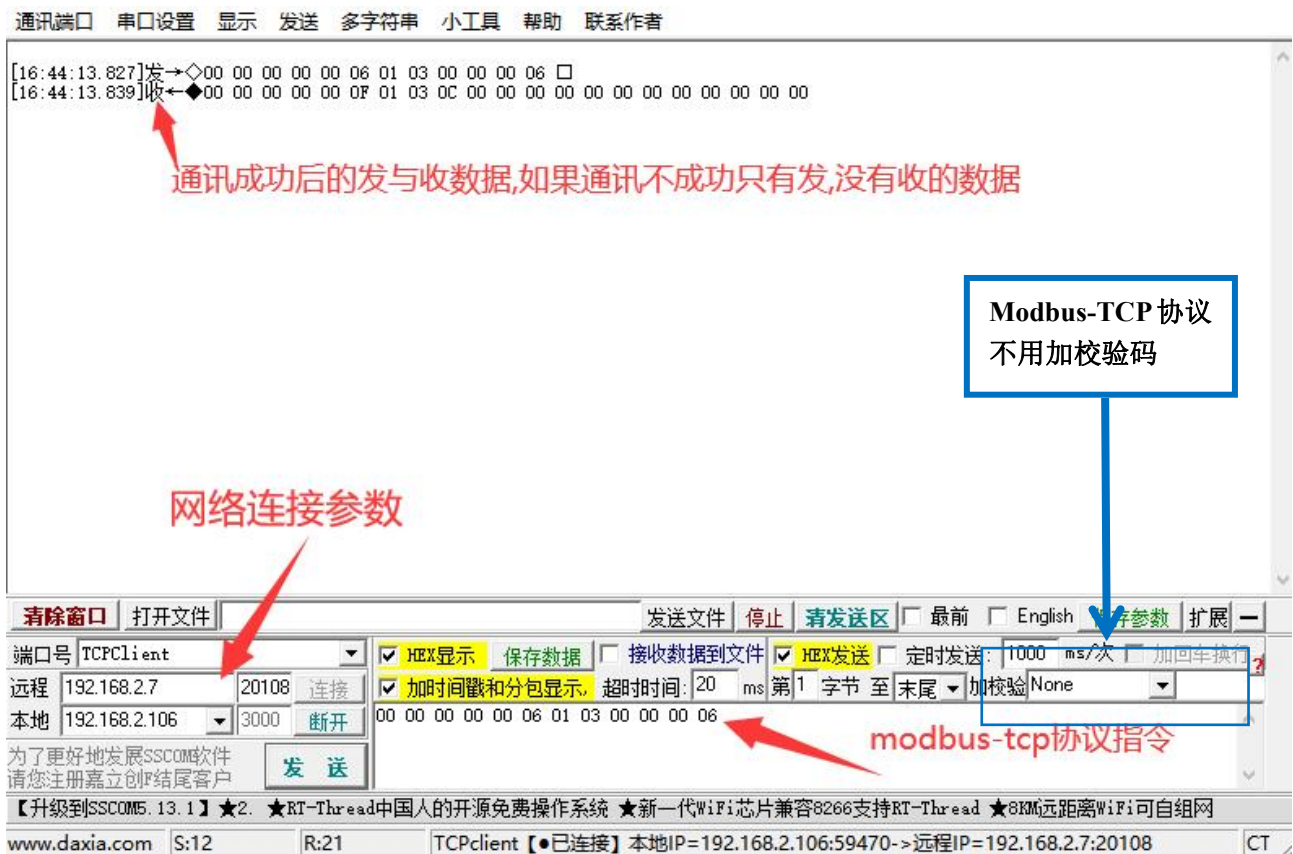 通讯端口 串口设置 显示 发送 多字符串 小工具 帮助 联系作者
[16:44:13.827]发→◇00 00 00 00 00 06 01 03 00 00 00 06 □
[16:44:13.839]收←◆00 00 00 00 00 0F 01 03 0C 00 00 00 00 00 00 00 00 00 00 00 00
通讯成功后的发与收数据,如果通讯不成功只有发,没有收的数据
Modbus-TCP协议
不用加校验码
网络连接参数
清除窗口 打开文件 发送文件 停止 清发送区 最前 English 存参数 扩展 —
端口号 TCPClient HEX显示 保存数据 接收数据到文件 HEX发送 定时发送: 1000 ms/次 加回车换行 ?
远程 192.168.2.7 20108 连接 加时间戳和分包显示, 超时时间: 20 ms 第1 字节 至 末尾 加校验 None
本地 192.168.2.106 3000 断开 00 00 00 00 00 06 01 03 00 00 00 06
modbus-tcp协议指令
为了更好地发展SSCOM软件
请您注册嘉立创F结尾客户
发 送
【升级到SSCOM5.13.1】★2. ★RT-Thread中国人的开源免费操作系统 ★新一代WiFi芯片兼容8266支持RT-Thread ★8KM远距离WiFi可自组网
www.daxia.com S:12 R:21 TCPclient【●已连接】本地IP=192.168.2.106:59470->远程IP=192.168.2.7:20108 CT